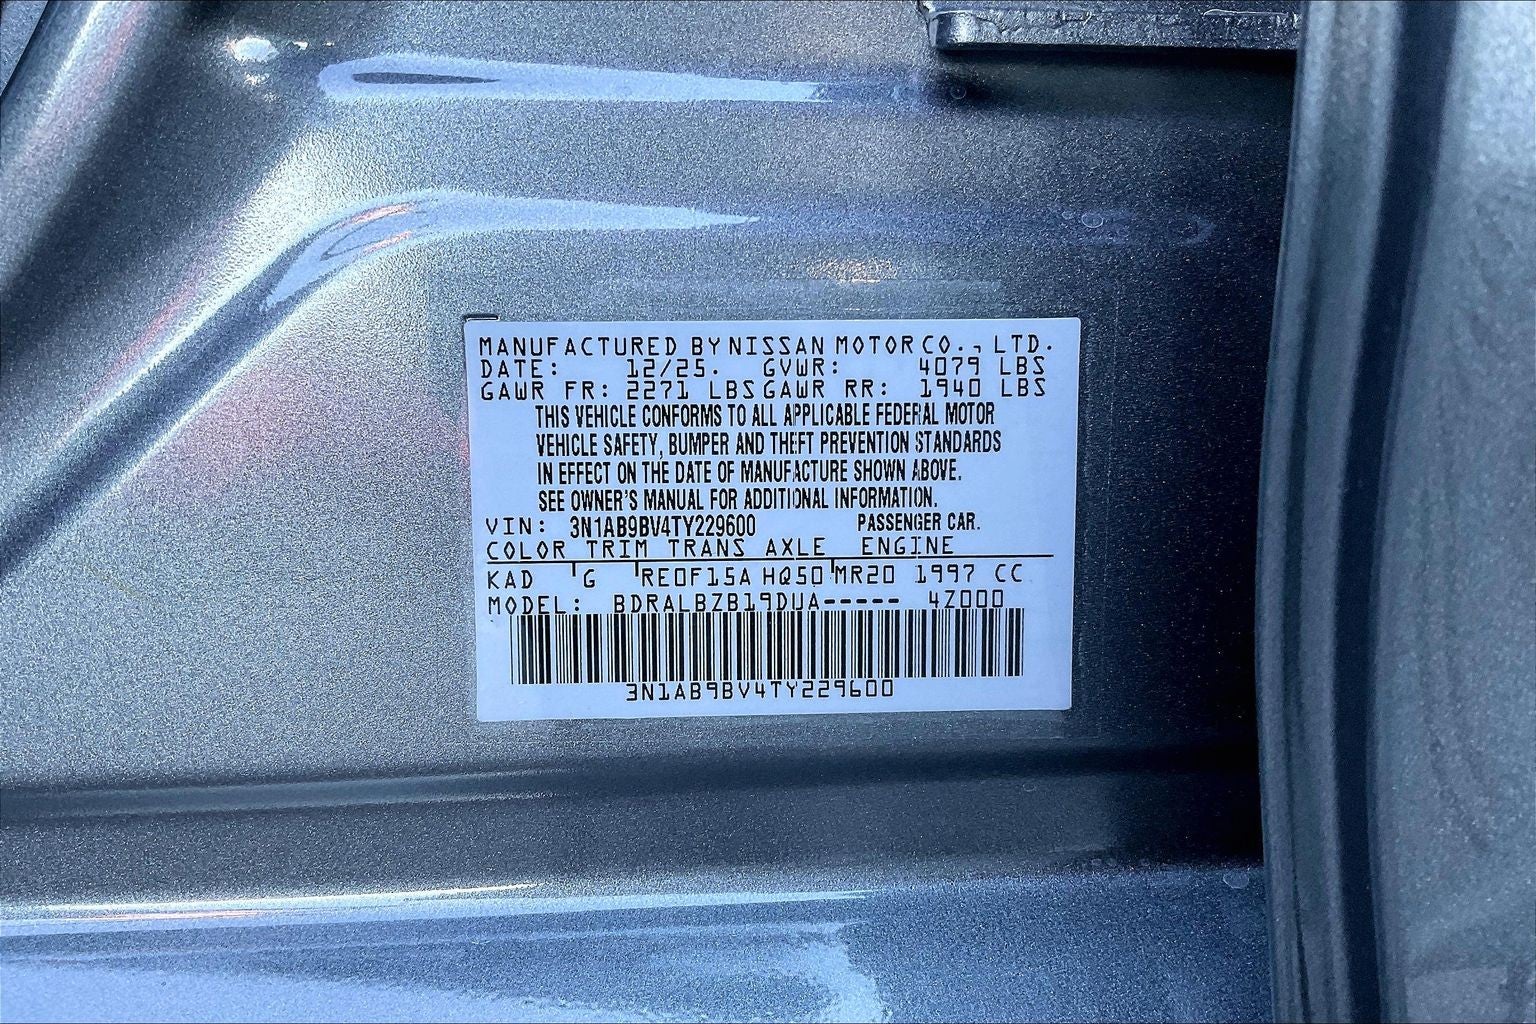 MANUFACTURED BY NISSAN MOTOR CO., LTD.
DATE: 12/25. GVWR: 4079 LBS
GAWR FR: 2271 LBS GAWR RR: 1940 LBS
THIS VEHICLE CONFORMS TO ALL APPLICABLE FEDERAL MOTOR
VEHICLE SAFETY, BUMPER AND THEFT PREVENTION STANDARDS
IN EFFECT ON THE DATE OF MANUFACTURE SHOWN ABOVE.
SEE OWNER'S MANUAL FOR ADDITIONAL INFORMATION.
VIN: 3N1AB9BV4TY229600 PASSENGER CAR.
COLOR TRIM TRANS AXLE ENGINE
KAD G RE0F15A HQ50 MR20 1997 CC
MODEL: BDRALBZB19DUA----- 4Z000
3N1AB9BV4TY229600